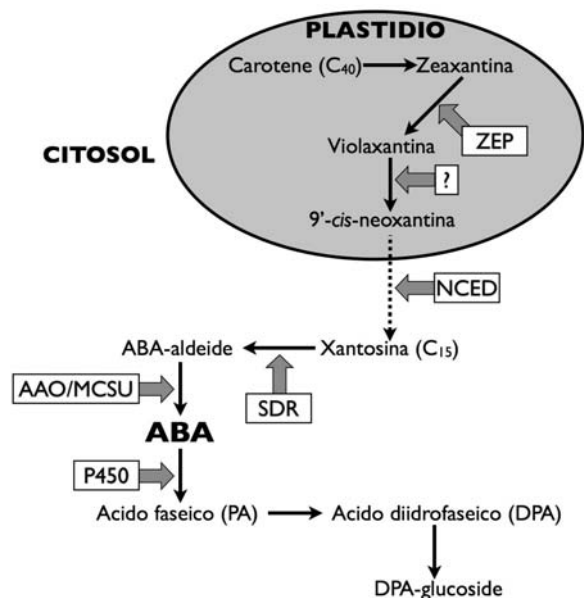 PLASTIDIO
Carotene (C₄₀) Zeaxantina
ZEP
CITOSOL
Violaxantina
?
9'-cis-neoxantina
NCED
ABA-aldeide Xantosina (C₁₅)
AAO/MCSU
SDR
ABA
P450
Acido faseico (PA) Acido diidrofaseico (DPA)
DPA-glucoside